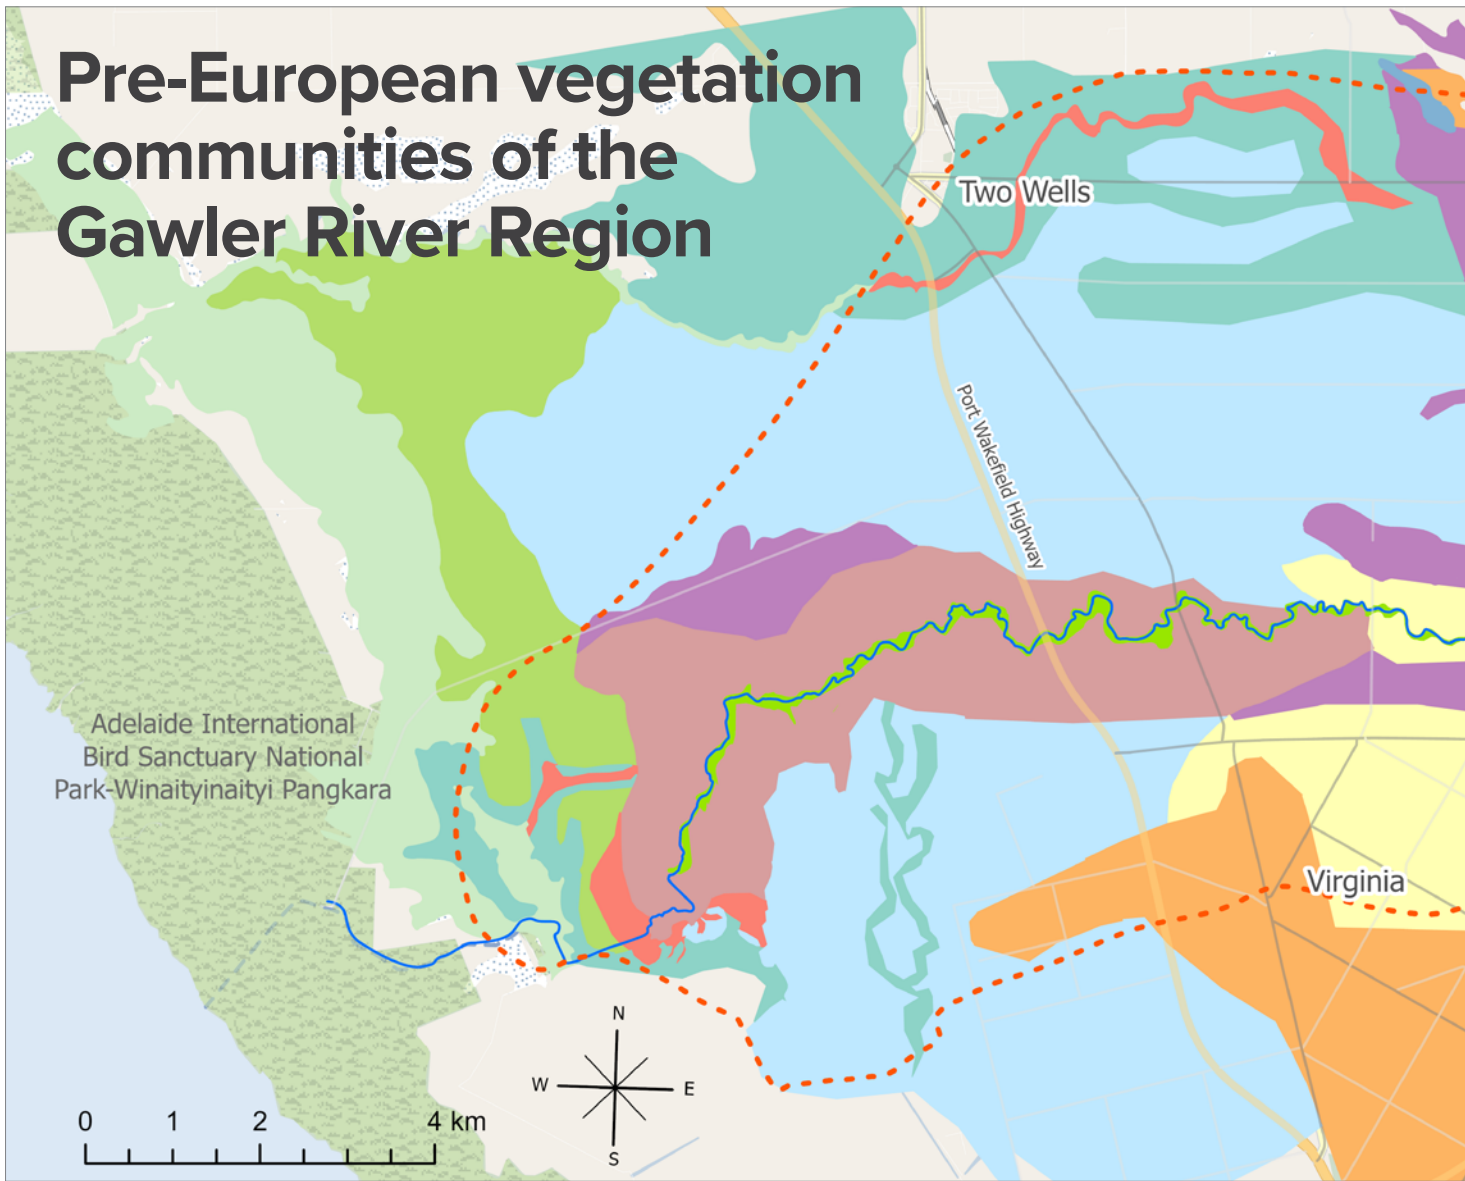 Pre-European vegetation
communities of the
Gawler River Region
Two Wells
Port Wakefield Highway
Adelaide International
Bird Sanctuary National
Park-Winaityinaityi Pangkara
Virginia
N
W
E
S
0 1 2 4 km